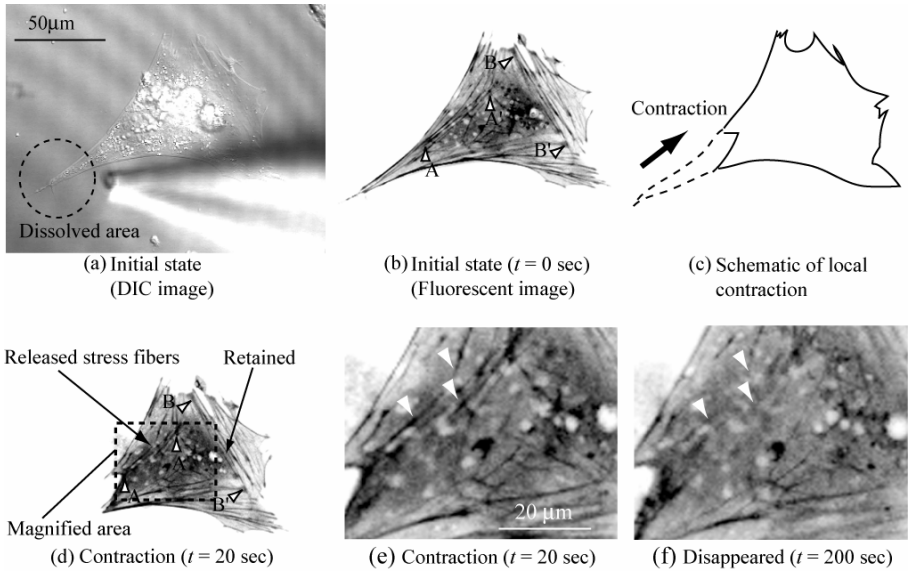 50μm
Dissolved area
(a) Initial state
(DIC image)
B
A'
B'
A
(b) Initial state (t = 0 sec)
(Fluorescent image)
Contraction
(c) Schematic of local
contraction
Released stress fibers
Retained
B
A'
A
B'
Magnified area
(d) Contraction (t = 20 sec)
20 μm
(e) Contraction (t = 20 sec)
(f) Disappeared (t = 200 sec)